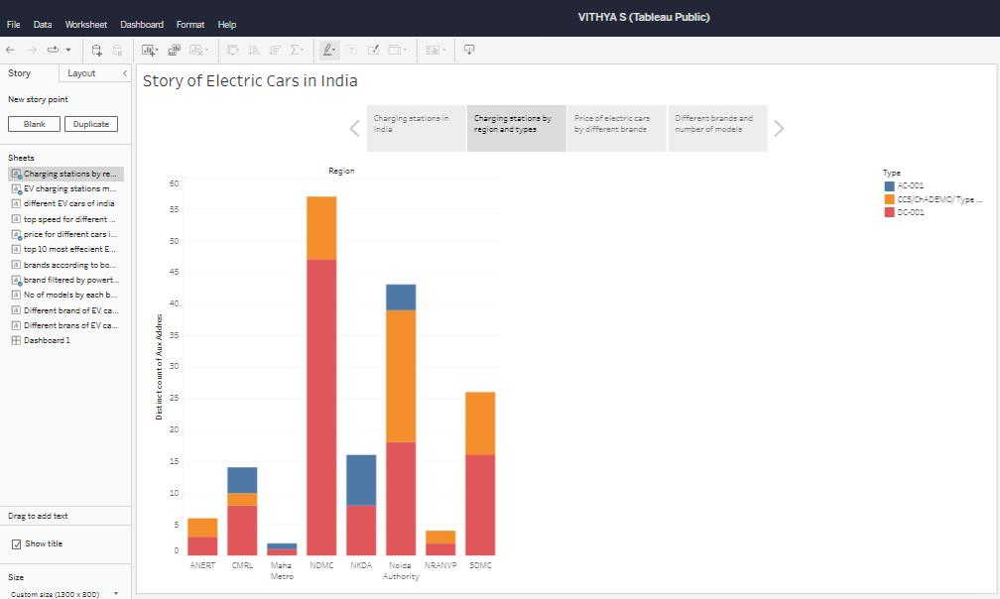 VITHYA S (Tableau Public)
File Data Worksheet Dashboard Format Help
Story Layout
New story point
Blank Duplicate
Sheets
Charging stations by re...
EV charging stations m...
different EV cars of india
top speed for different ...
price for different cars i...
top 10 most effecient E...
brands according to bo...
brand filtered by powert...
No of models by each b...
Different brand of EV ca...
Different brans of EV ca...
Dashboard 1
Drag to add text
Show title
Size
Custom size (1300 x 800)
Story of Electric Cars in India
Charging stations in
India
Charging stations by
region and types
Price of electric cars
by different brands
Different brands and
number of models
Region
Distinct count of Aux Addres
60
55
50
45
40
35
30
25
20
15
10
5
0
ANERT CMRL Maha
Metro NDMC NKDA Noida
Authority NRANVP SDMC
Type
AC-001
CCS/ChADEMO/ Type ...
DC-001